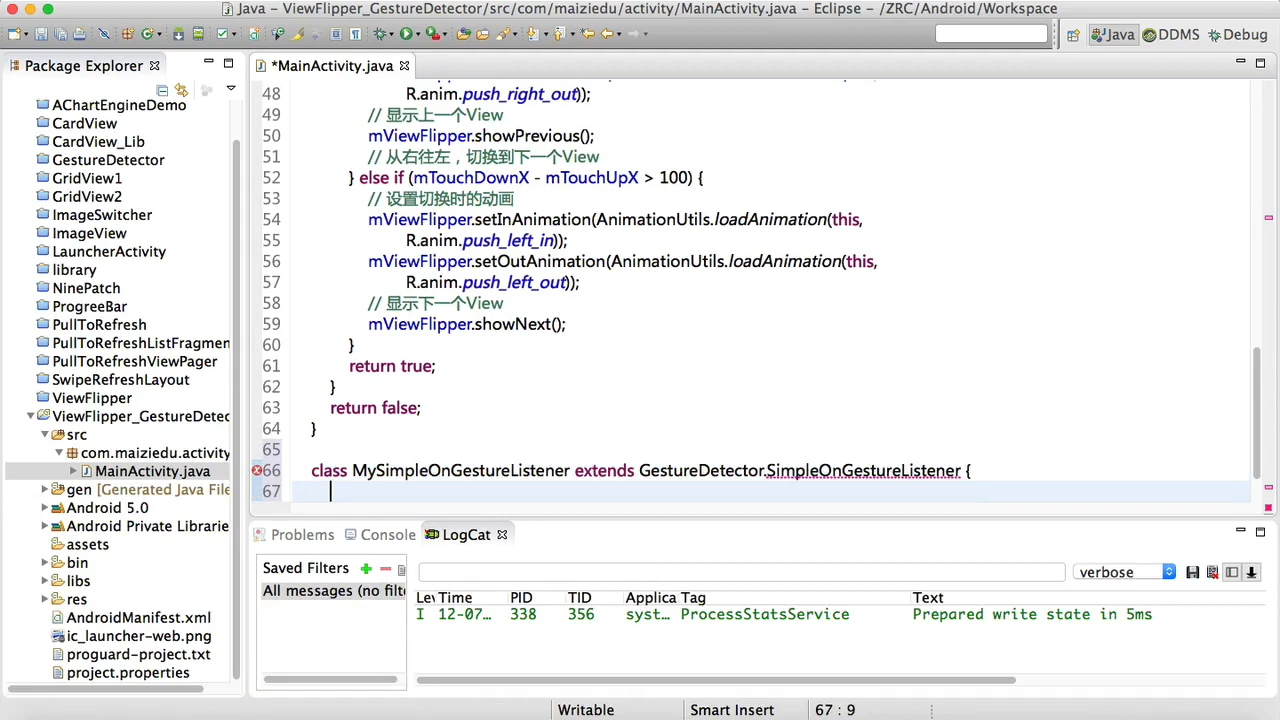 Java – ViewFlipper_GestureDetector/src/com/maiziedu/activity/MainActivity.java – Eclipse – /ZRC/Android/Workspace
Java DDMS Debug
Package Explorer
AChartEngineDemo
CardView
CardView_Lib
GestureDetector
GridView1
GridView2
ImageSwitcher
ImageView
LauncherActivity
library
NinePatch
ProgreeBar
PullToRefresh
PullToRefreshListFragmen
PullToRefreshViewPager
SwipeRefreshLayout
ViewFlipper
ViewFlipper_GestureDetec
src
com.maiziedu.activity
MainActivity.java
gen [Generated Java File
Android 5.0
Android Private Librarie
assets
bin
libs
res
AndroidManifest.xml
ic_launcher-web.png
proguard-project.txt
project.properties
*MainActivity.java
48 R.anim.push_right_out));
49 // 显示上一个View
50 mViewFlipper.showPrevious();
51 // 从右往左，切换到下一个View
52 } else if (mTouchDownX - mTouchUpX > 100) {
53 // 设置切换时的动画
54 mViewFlipper.setInAnimation(AnimationUtils.loadAnimation(this,
55 R.anim.push_left_in));
56 mViewFlipper.setOutAnimation(AnimationUtils.loadAnimation(this,
57 R.anim.push_left_out));
58 // 显示下一个View
59 mViewFlipper.showNext();
60 }
61 return true;
62 }
63 return false;
64 }
65
66 class MySimpleOnGestureListener extends GestureDetector.SimpleOnGestureListener {
67
Problems Console LogCat
Saved Filters
All messages (no filte
verbose
Le Time PID TID Applica Tag Text
I 12-07... 338 356 syst... ProcessStatsService Prepared write state in 5ms
Writable Smart Insert 67 : 9